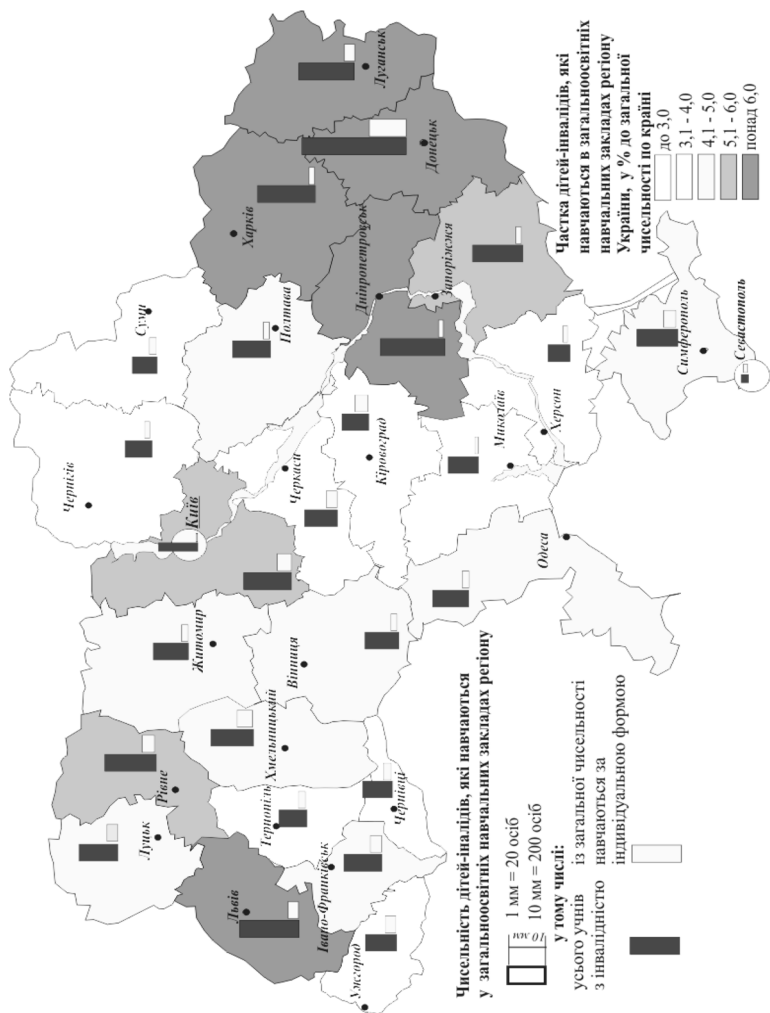 Луганськ
Донецьк
Харків
Дніпропетровськ
Запоріжжя
Суми
Полтава
Симферополь
Севастополь
Чернігів
Київ
Черкаси
Кіровоград
Миколаїв
Херсон
Одеса
Житомир
Вінниця
Хмельницький
Рівне
Луцьк
Тернопіль
Чернівці
Львів
Івано-Франківськ
Ужгород
Частка дітей-інвалідів, які
навчаються в загальноосвітніх
навчальних закладах регіону
України, у % до загальної
чисельності по країні
до 3,0
3,1 - 4,0
4,1 - 5,0
5,1 - 6,0
понад 6,0
Чисельність дітей-іналідів, які навчаються
у загальноосвітніх навчальних закладах регіону
10 мм
1 мм = 20 осіб
10 мм = 200 осіб
у тому числі:
усього учнів
з інвалідністю
із загальної чисельності
навчаються за
індивідуальною формою